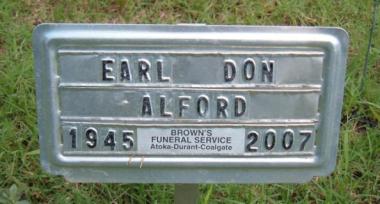 EARL DON
ALFORD
1945 BROWN'S 2007
FUNERAL SERVICE
Atoka-Durant-Coalgate